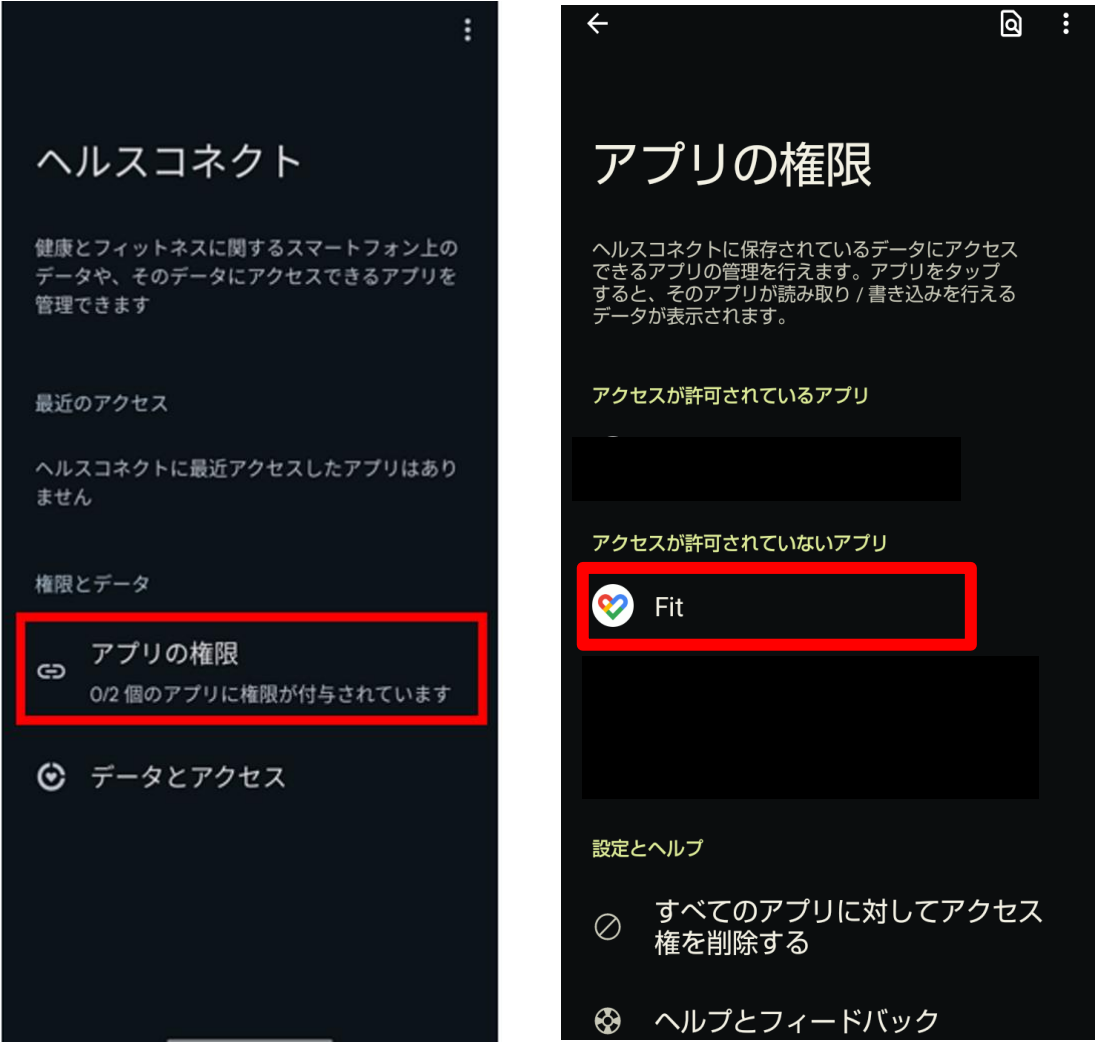 ヘルスコネクト
健康とフィットネスに関するスマートフォン上の
データや、そのデータにアクセスできるアプリを
管理できます
最近のアクセス
ヘルスコネクトに最近アクセスしたアプリはあり
ません
権限とデータ
アプリの権限
0/2 個のアプリに権限が付与されています
データとアクセス
アプリの権限
ヘルスコネクトに保存されているデータにアクセス
できるアプリの管理を行えます。アプリをタップ
すると、そのアプリが読み取り / 書き込みを行える
データが表示されます。
アクセスが許可されているアプリ
アクセスが許可されていないアプリ
Fit
設定とヘルプ
すべてのアプリに対してアクセス
権を削除する
ヘルプとフィードバック